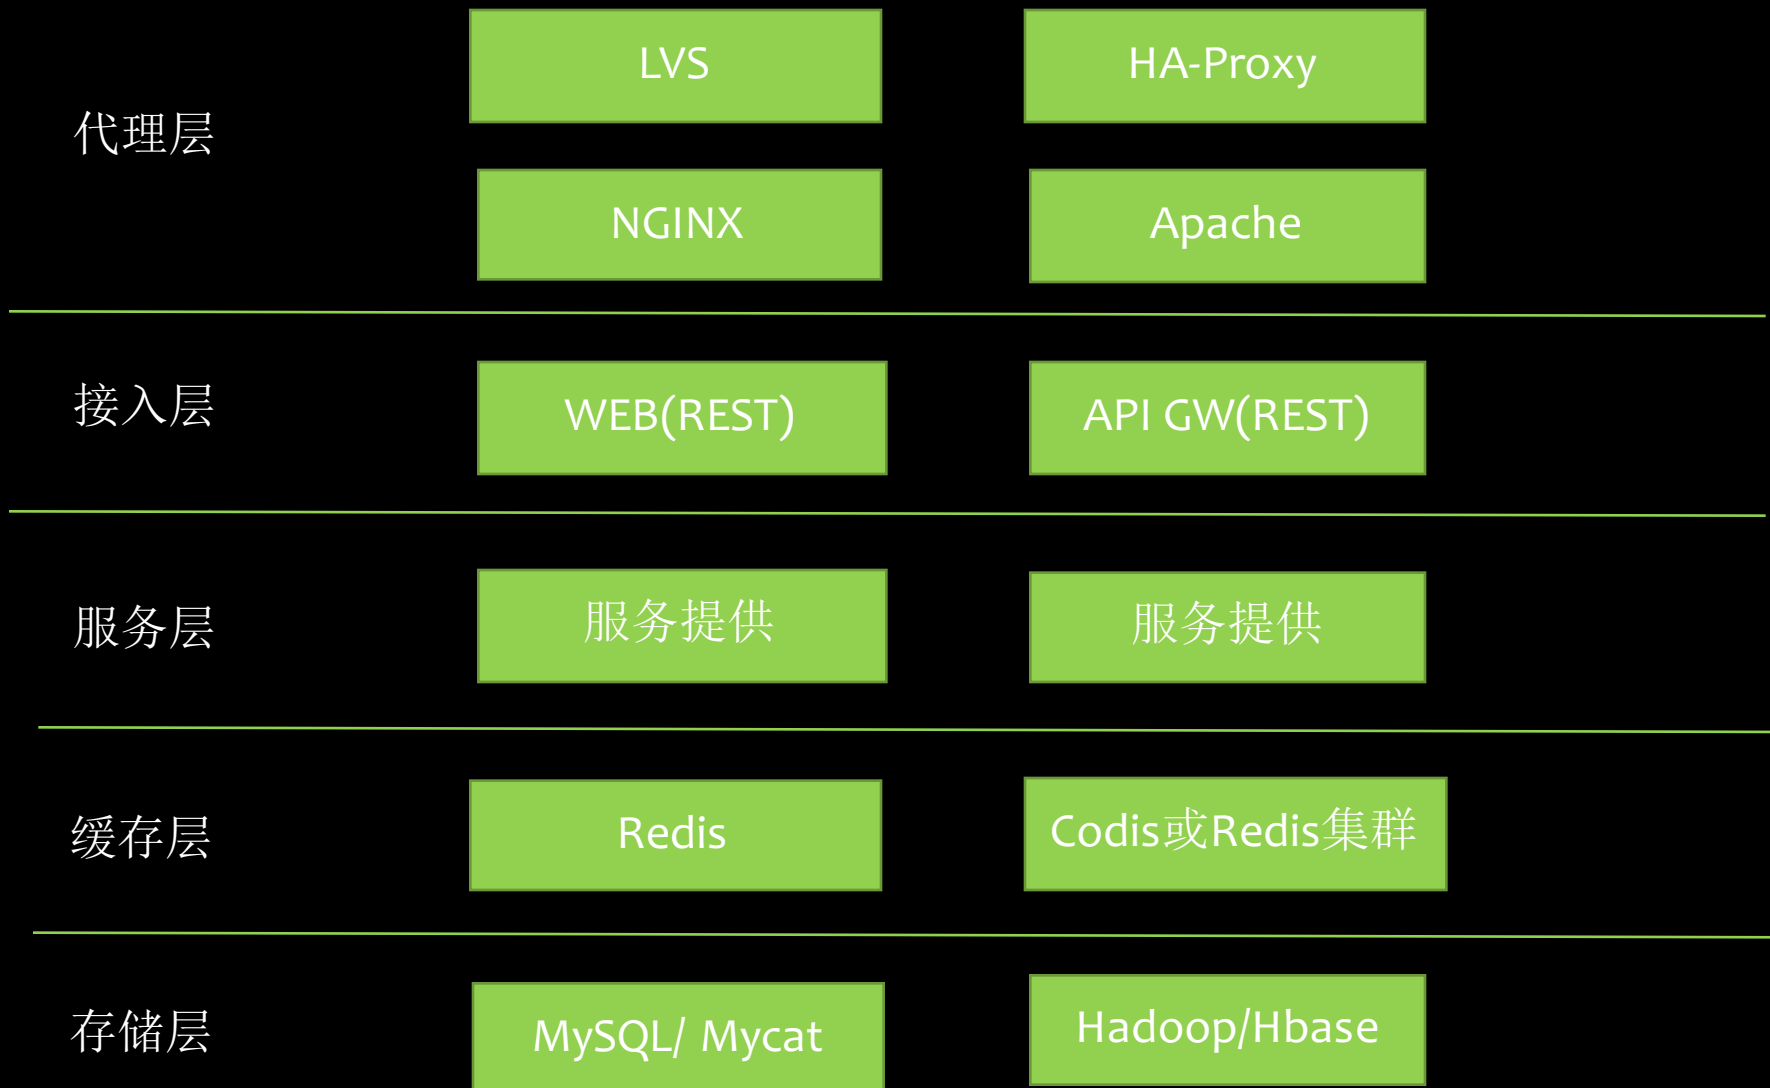 代理层
LVS
HA-Proxy
NGINX
Apache
接入层
WEB(REST)
API GW(REST)
服务层
服务提供
服务提供
缓存层
Redis
Codis或Redis集群
存储层
MySQL/ Mycat
Hadoop/Hbase